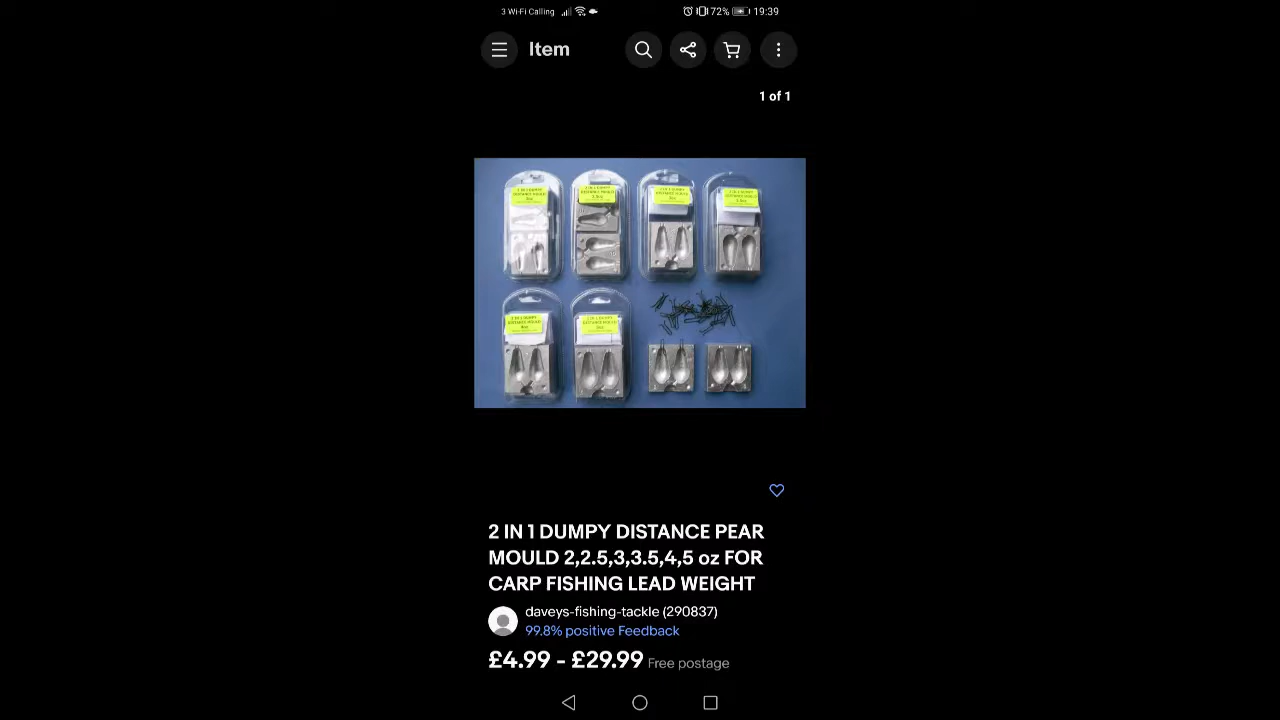 3 Wi-Fi Calling 72% 19:39
Item
1 of 1
2 IN 1 DUMPY DISTANCE PEAR
MOULD 2,2.5,3,3.5,4,5 oz FOR
CARP FISHING LEAD WEIGHT
daveys-fishing-tackle (290837)
99.8% positive Feedback
£4.99 - £29.99 Free postage